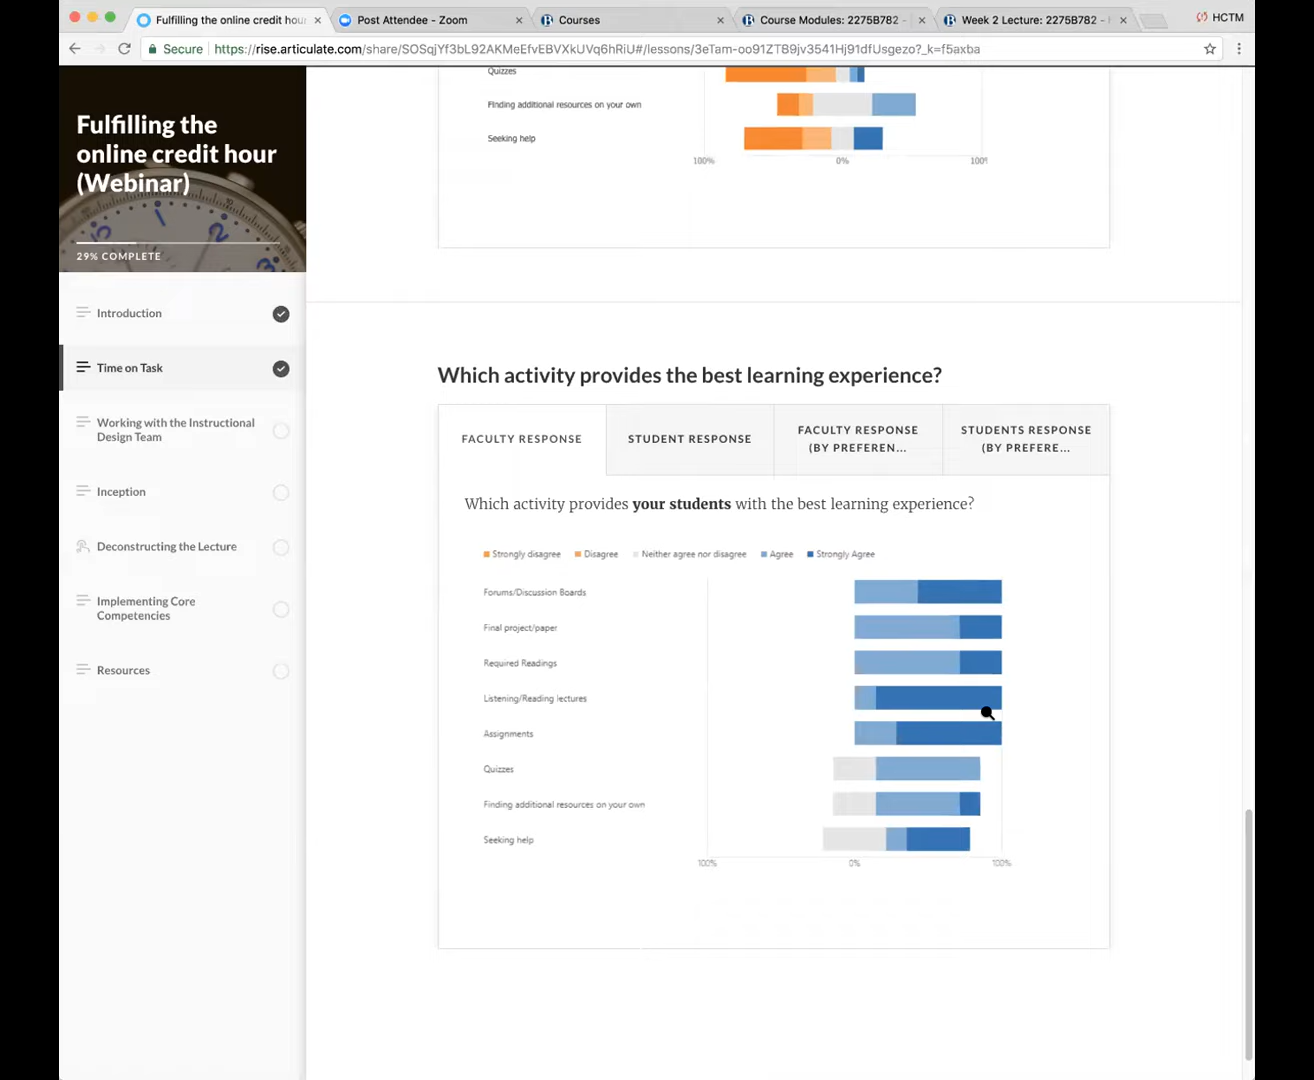 Fulfilling the online credit hou
Post Attendee - Zoom
Courses
Course Modules: 2275B782 -
Week 2 Lecture: 2275B782 -
HCTM
Secure
https://rise.articulate.com/share/SOSqjYf3bL92AKMeEfvEBVXkUVq6hRiU#/lessons/3eTam-oo91ZTB9jv3541Hj91dfUsgezo?_k=f5axba
Fulfilling the
online credit hour
(Webinar)
29% COMPLETE
Introduction
Time on Task
Working with the Instructional
Design Team
Inception
Deconstructing the Lecture
Implementing Core
Competencies
Resources
Quizzes
Finding additional resources on your own
Seeking help
100%
0%
100%
Which activity provides the best learning experience?
FACULTY RESPONSE
STUDENT RESPONSE
FACULTY RESPONSE
(BY PREFEREN...
STUDENTS RESPONSE
(BY PREFERE...
Which activity provides your students with the best learning experience?
Strongly disagree
Disagree
Neither agree nor disagree
Agree
Strongly Agree
Forums/Discussion Boards
Final project/paper
Required Readings
Listening/Reading lectures
Assignments
Quizzes
Finding additional resources on your own
Seeking help
100%
0%
100%